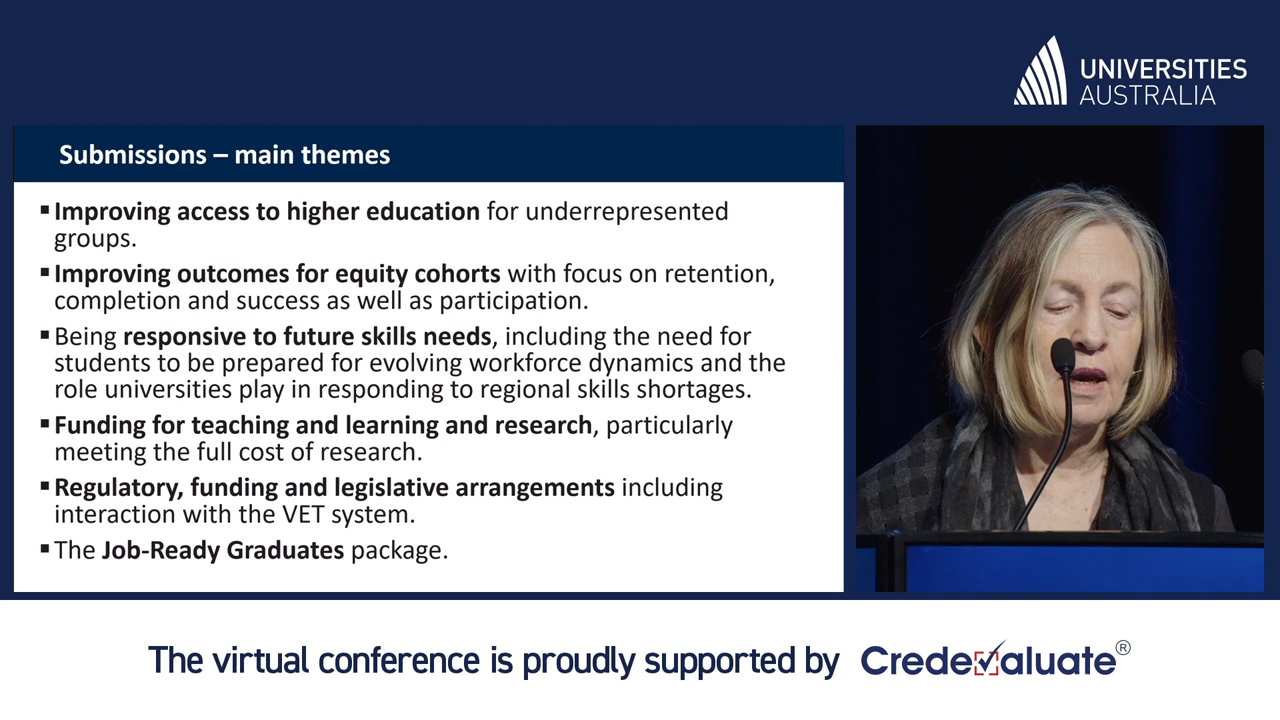 UNIVERSITIES
AUSTRALIA
Submissions – main themes
▪ Improving access to higher education for underrepresented
groups.
▪ Improving outcomes for equity cohorts with focus on retention,
completion and success as well as participation.
▪ Being responsive to future skills needs, including the need for
students to be prepared for evolving workforce dynamics and the
role universities play in responding to regional skills shortages.
▪ Funding for teaching and learning and research, particularly
meeting the full cost of research.
▪ Regulatory, funding and legislative arrangements including
interaction with the VET system.
▪ The Job-Ready Graduates package.
The virtual conference is proudly supported by Credevaluate®